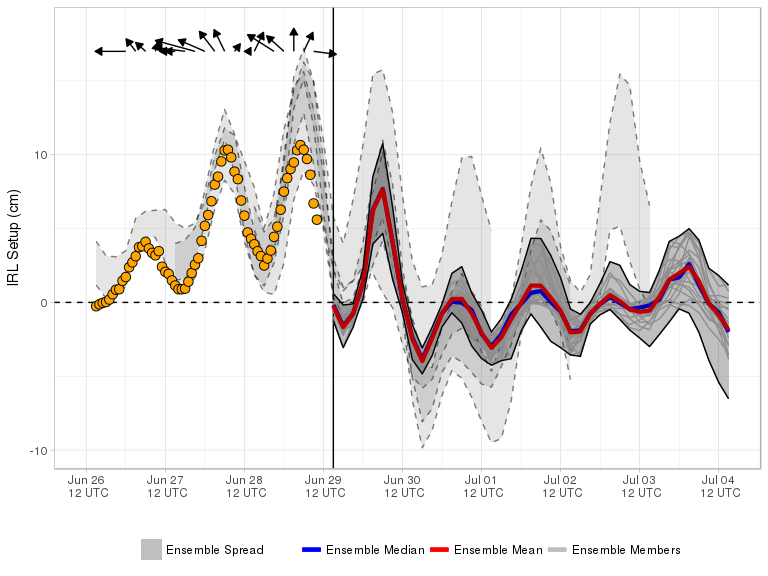 IRL Setup (cm)
10
0
-10
Jun 26 Jun 27 Jun 28 Jun 29 Jun 30 Jul 01 Jul 02 Jul 03 Jul 04
12 UTC 12 UTC 12 UTC 12 UTC 12 UTC 12 UTC 12 UTC 12 UTC 12 UTC
Ensemble Spread Ensemble Median Ensemble Mean Ensemble Members